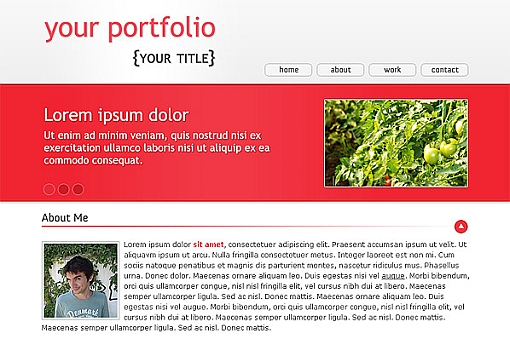 your portfolio
{YOUR TITLE}
home about work contact
Lorem ipsum dolor
Ut enim ad minim veniam, quis nostrud nisi ex
exercitation ullamco laboris nisi ut aliquip ex ea
commodo consequat.
About Me
Lorem ipsum dolor sit amet, consectetuer adipiscing elit. Praesent accumsan ipsum ut velit. Ut
aliquavm ipsum ut arcu. Nulla fringilla consectetuer metus. Integer laoreet est non mi. Cum
sociis natoque penatibus et magnis dis parturient montes, nascetur ridiculus mus. Phasellus
urna. Donec dolor. Maecenas ornare aliquam leo. Duis egestas nisi vel augue. Morbi bibendum,
orci vel semper ullamcorper congue, nisl nisl fringilla elit, vel cursus nibh dui at libero. Maecenas
semper ullamcorper ligula. Sed ac nisl. Donec mattis. Maecenas ornare aliquam leo. Duis
egestas nisi vel augue. Morbi bibendum, orci vel semper ullamcorper congue, nisl nisl fringilla
elit, vel cursus nibh dui at libero. Maecenas semper ullamcorper ligula. Sed ac nisl. Donec mattis.
Maecenas semper ullamcorper ligula. Sed ac nisl. Donec mattis.